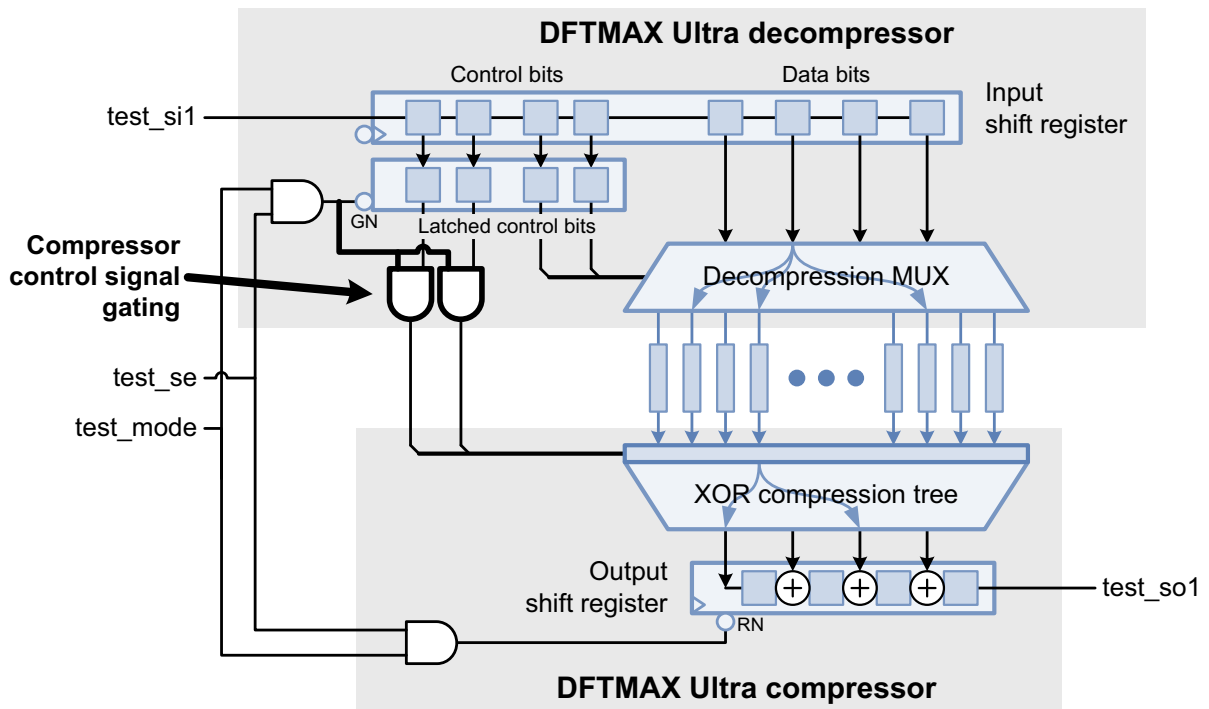 DFTMAX Ultra decompressor
Control bits
Data bits
Input
shift register
test_si1
GN
Latched control bits
Compressor
control signal
gating
Decompression MUX
test_se
test_mode
XOR compression tree
Output
shift register
test_so1
RN
DFTMAX Ultra compressor